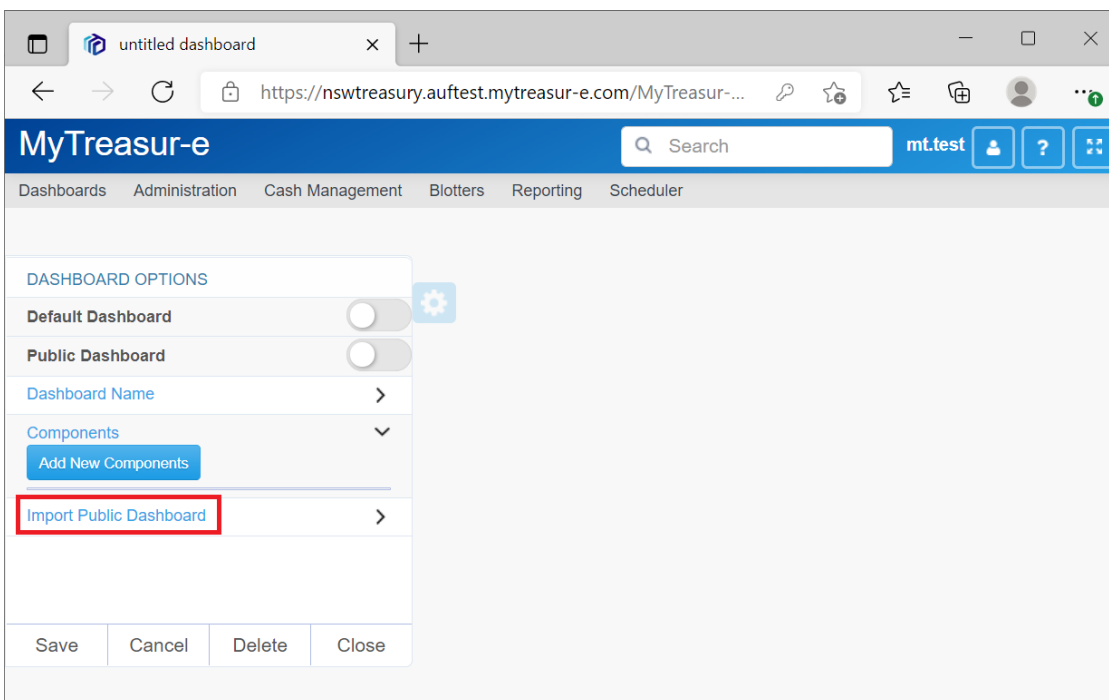 untitled dashboard
https://nswtreasury.auftest.mytreasur-e.com/MyTreasur-...
MyTreasur-e
Search
mt.test
?
Dashboards Administration Cash Management Blotters Reporting Scheduler
DASHBOARD OPTIONS
Default Dashboard
Public Dashboard
Dashboard Name
Components
Add New Components
Import Public Dashboard
Save Cancel Delete Close